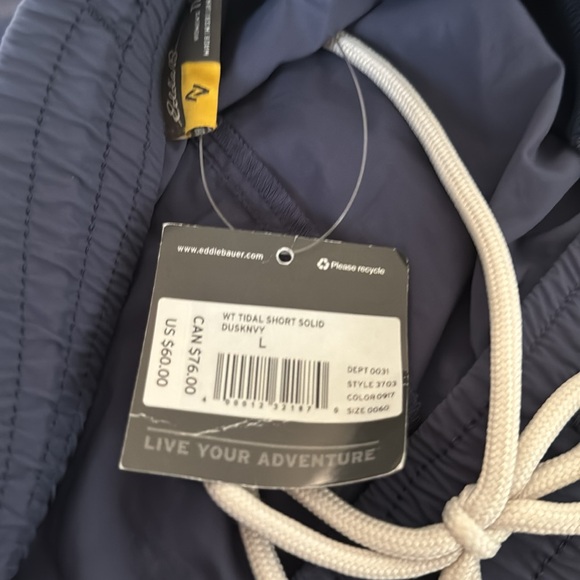 Eddie B
www.eddiebauer.com
Please recycle
WT TIDAL SHORT SOLID
DUSKNVY
L
CAN $76.00
US $60.00
DEPT 0031
STYLE 3703
COLOR 0917
SIZE 0060
LIVE YOUR ADVENTURE